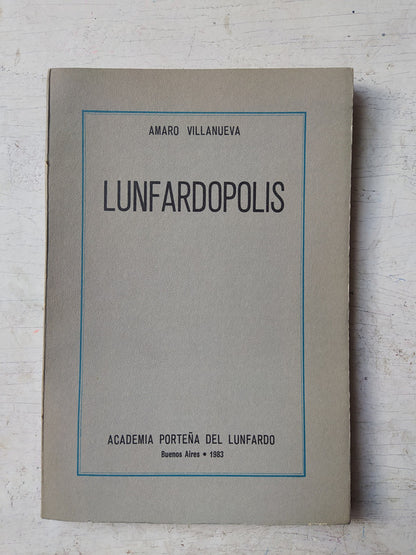 AMARO VILLANUEVA
LUNFARDOPOLIS
ACADEMIA PORTEÑA DEL LUNFARDO
Buenos Aires • 1983